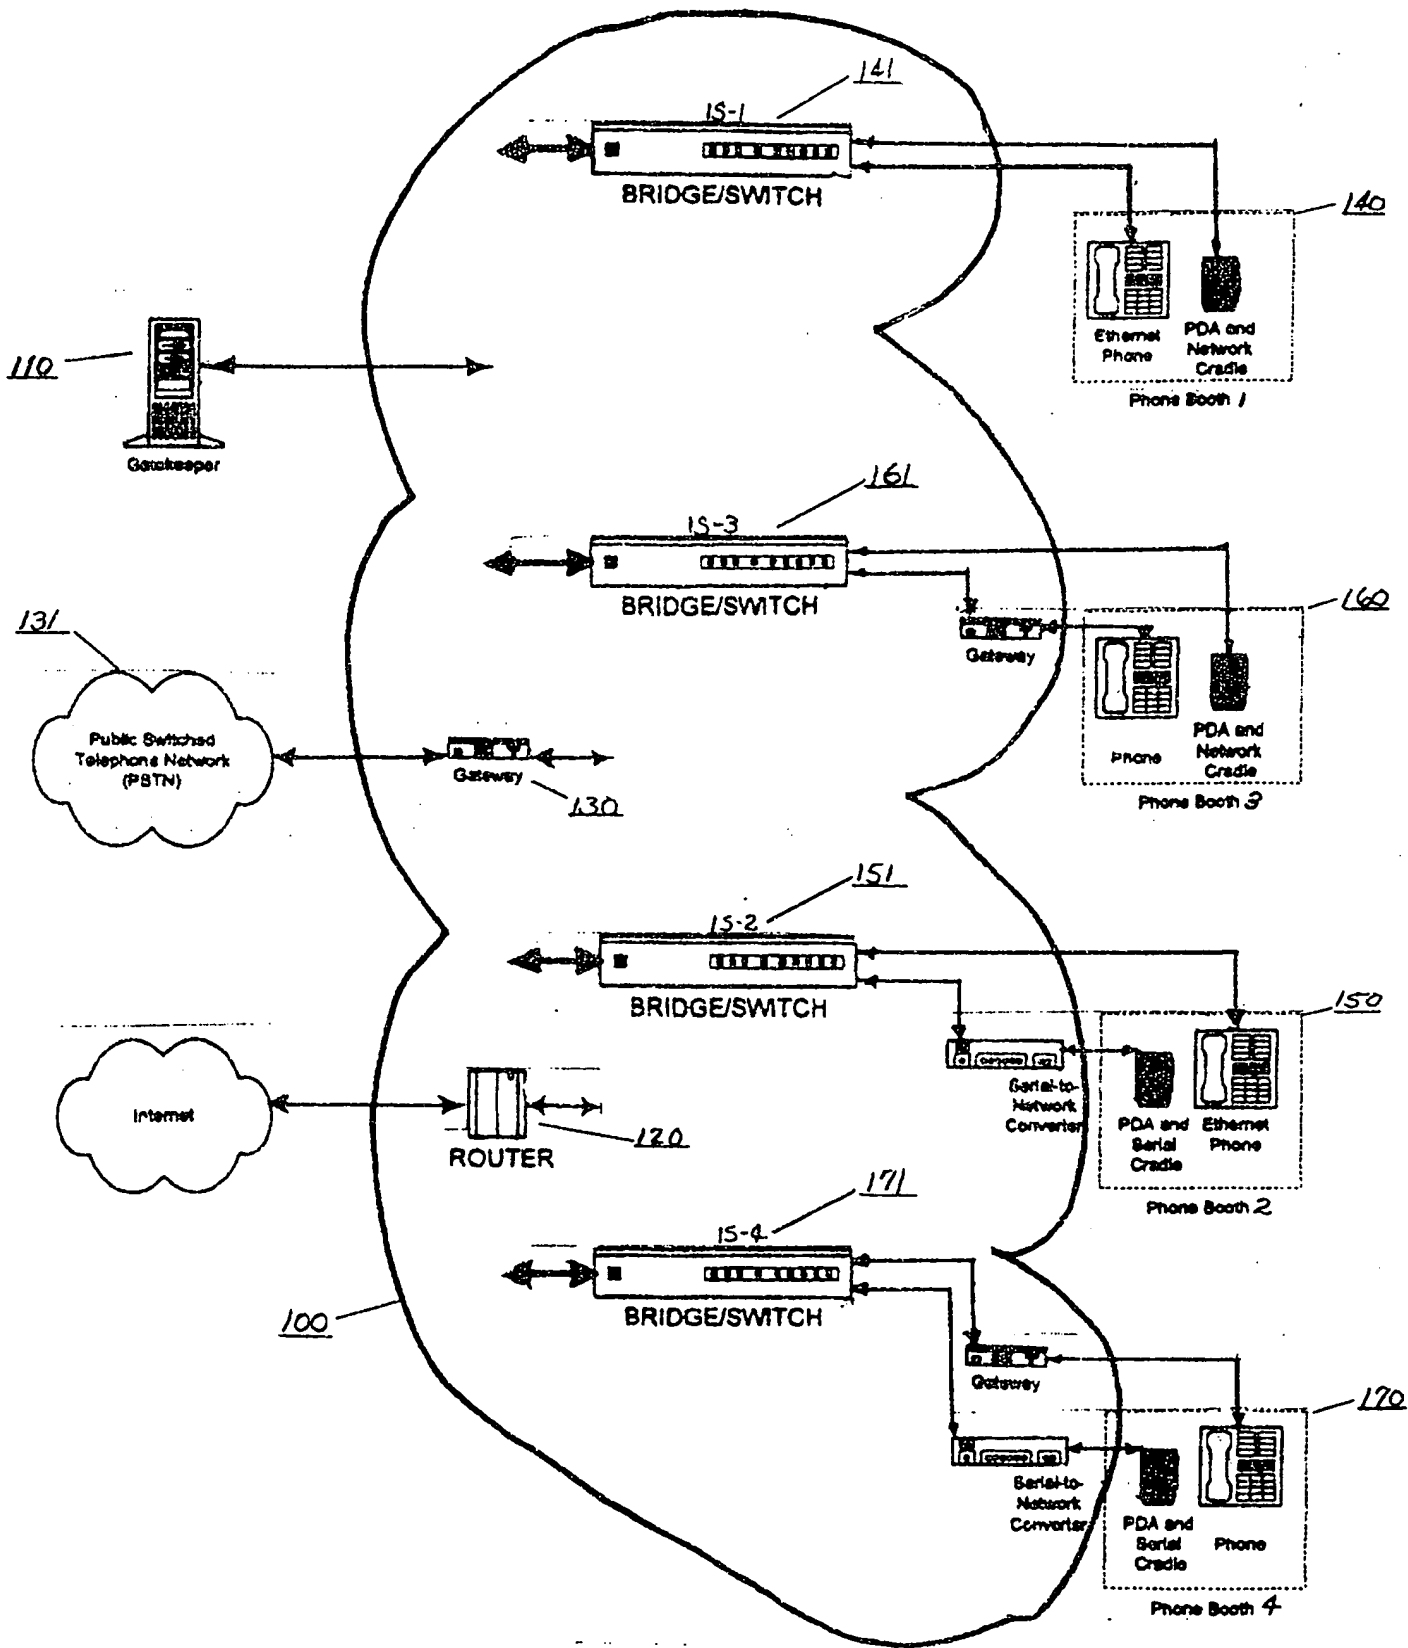 141
IS-1
BRIDGE/SWITCH
140
Ethernet
Phone
PDA and
Network
Cradle
Phone Booth 1
110
Gatekeeper
161
IS-3
BRIDGE/SWITCH
160
Gateway
Phone
PDA and
Network
Cradle
Phone Booth 3
131
Public Switched
Telephone Network
(PSTN)
Gateway
130
151
IS-2
BRIDGE/SWITCH
150
Serial-to-
Network
Converter
PDA and
Serial
Cradle
Ethernet
Phone
Phone Booth 2
Internet
120
ROUTER
171
IS-4
BRIDGE/SWITCH
100
Gateway
170
Serial-to-
Network
Converter
PDA and
Serial
Cradle
Phone
Phone Booth 4